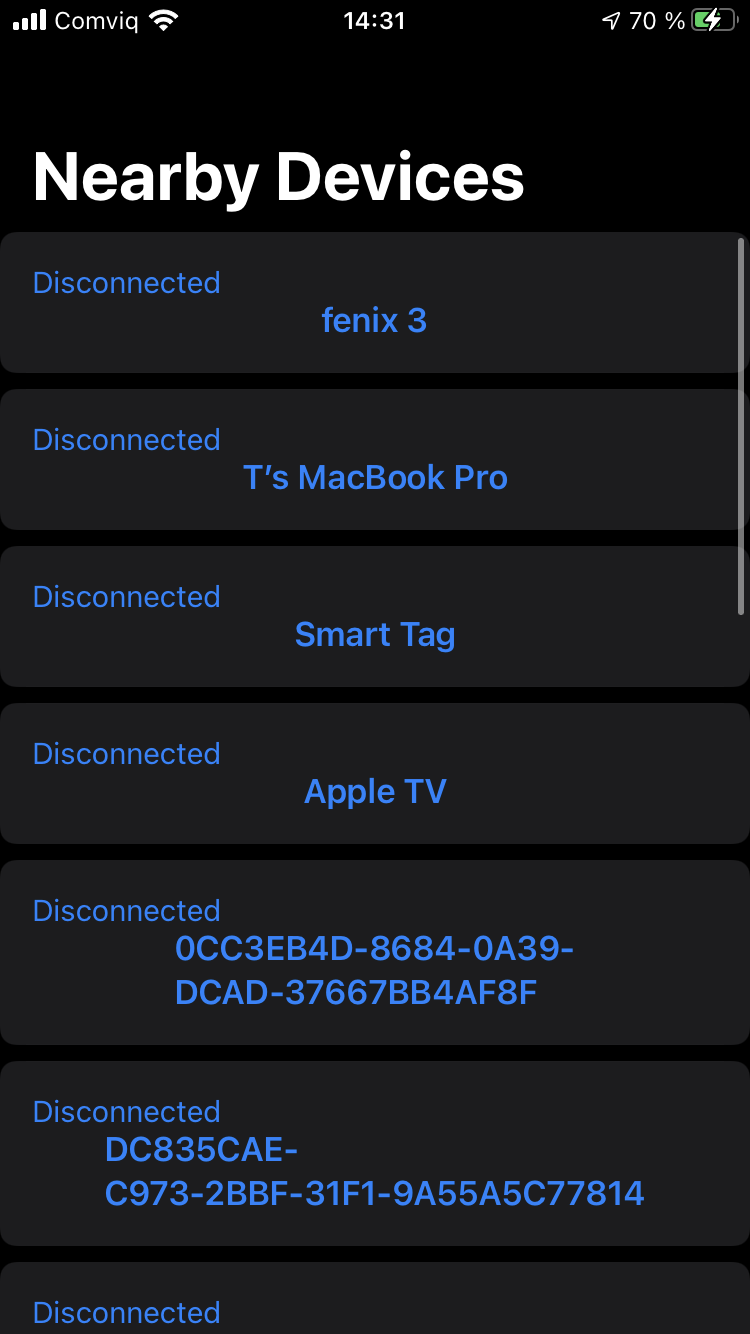 Comviq 14:31 70 %
Nearby Devices
Disconnected
fenix 3
Disconnected
T’s MacBook Pro
Disconnected
Smart Tag
Disconnected
Apple TV
Disconnected
0CC3EB4D-8684-0A39-
DCAD-37667BB4AF8F
Disconnected
DC835CAE-
C973-2BBF-31F1-9A55A5C77814
Disconnected